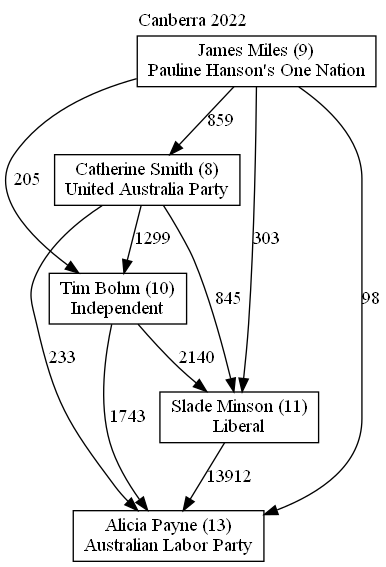 Canberra 2022
James Miles (9)
Pauline Hanson's One Nation
859
Catherine Smith (8)
United Australia Party
205
1299
303
Tim Bohm (10)
Independent
845
98
233
2140
Slade Minson (11)
Liberal
1743
13912
Alicia Payne (13)
Australian Labor Party